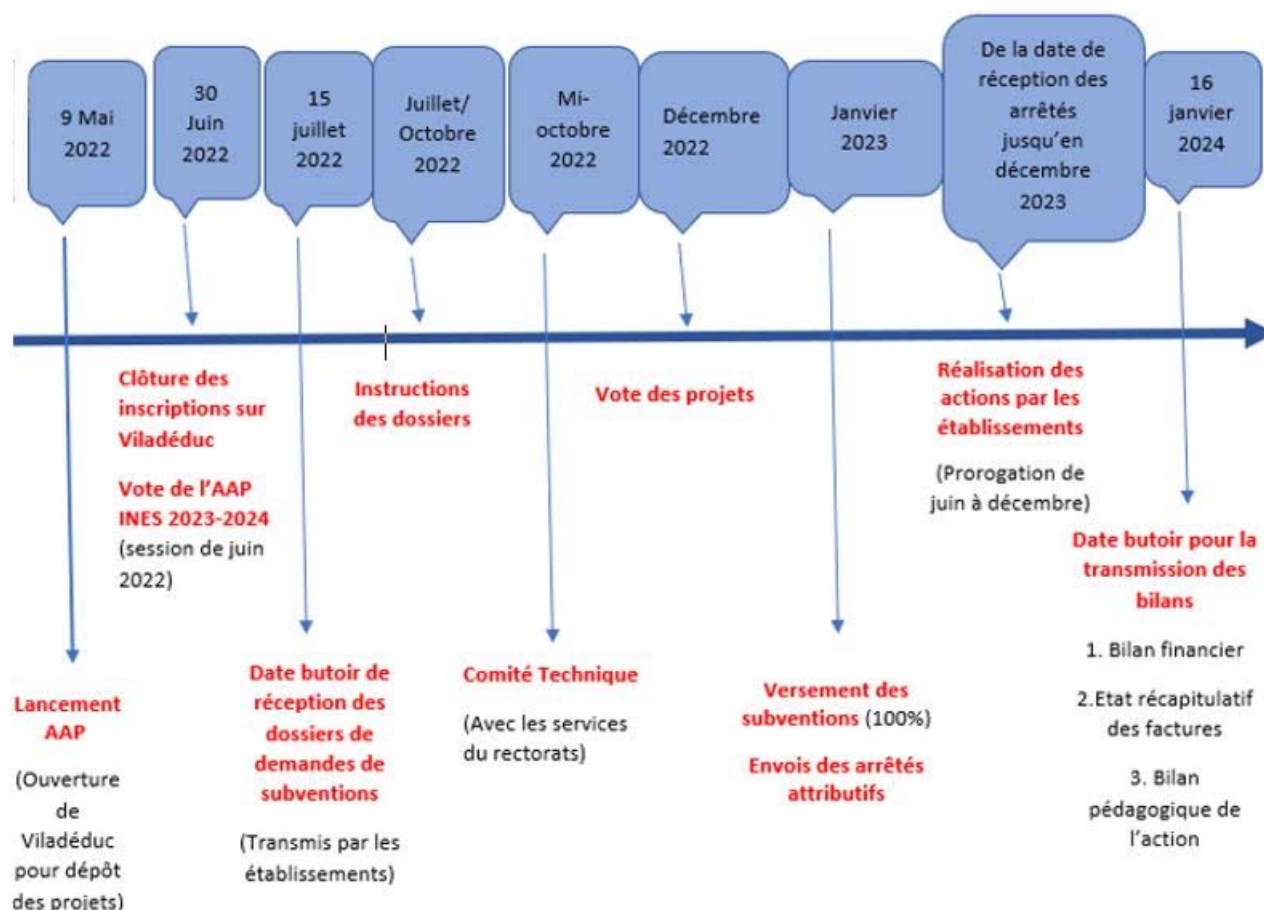 9 Mai
2022
30
Juin
2022
15
juillet
2022
Juillet/
Octobre
2022
Mi-
octobre
2022
Décembre
2022
Janvier
2023
De la date de
réception des
arrêtés
jusqu'en
décembre
2023
16
janvier
2024
Clôture des
inscriptions sur
Viladéduc
Vote de l'AAP
INES 2023-2024
(session de juin
2022)
Instructions
des dossiers
Vote des projets
Réalisation des
actions par les
établissements
(Prorogation de
juin à décembre)
Lancement
AAP
(Ouverture
de
Viladéduc
pour dépôt
des projets)
Date butoir de
réception des
dossiers de
demandes de
subventions
(Transmis par les
établissements)
Comité Technique
(Avec les services
du rectorats)
Versement des
subventions (100%)
Envois des arrêtés
attributifs
Date butoir pour la
transmission des
bilans
1. Bilan financier
2.Etat récapitulatif
des factures
3. Bilan
pédagogique de
l'action